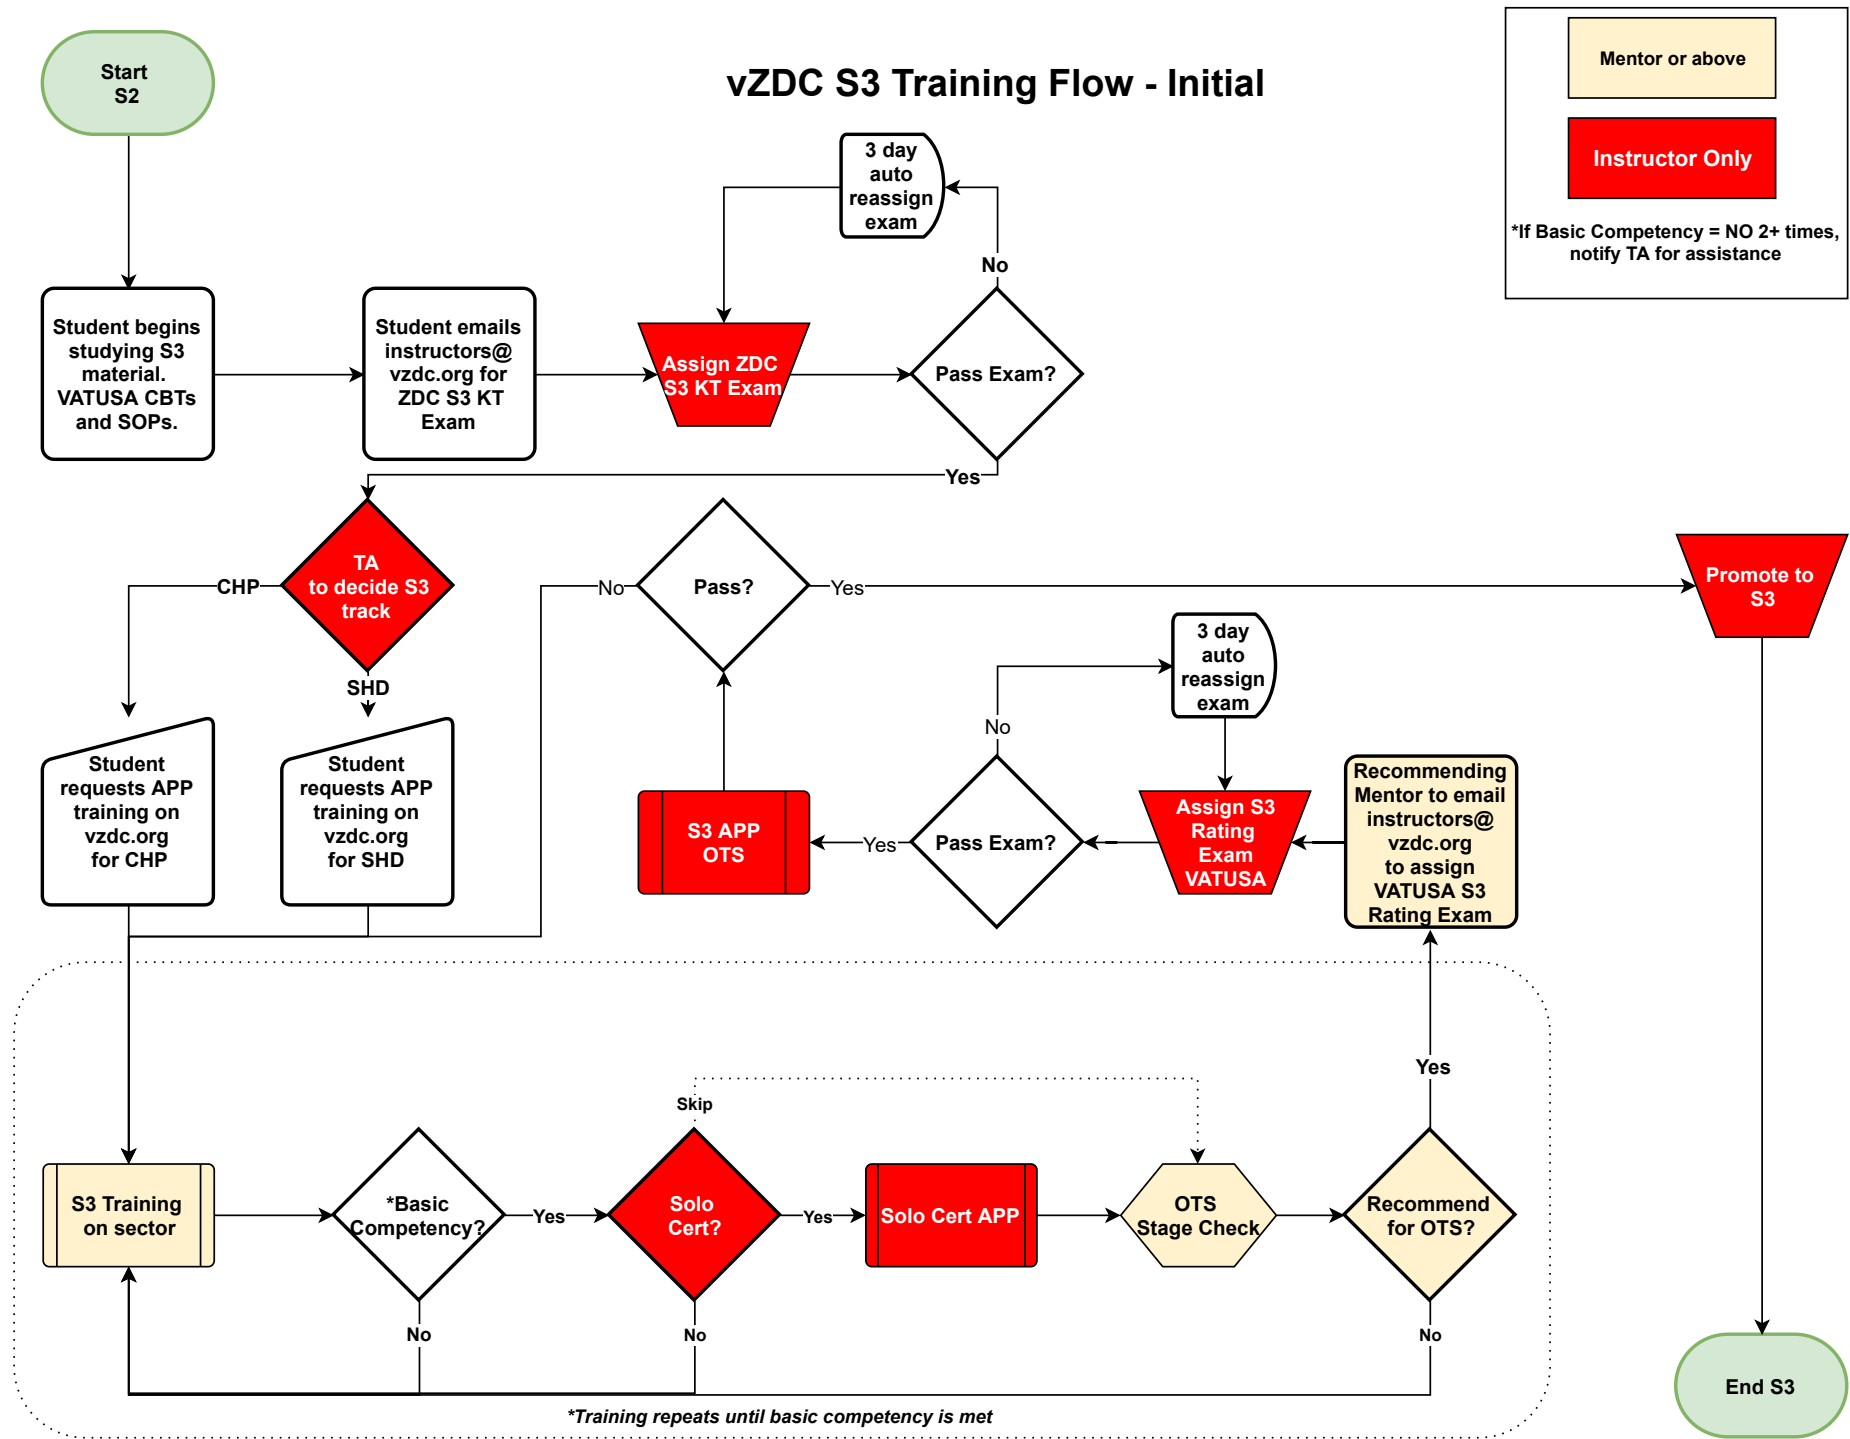 Start
S2
vZDC S3 Training Flow - Initial
Mentor or above
Instructor Only
*If Basic Competency = NO 2+ times,
notify TA for assistance
3 day
auto
reassign
exam
No
Student begins
studying S3
material.
VATUSA CBTs
and SOPs.
Student emails
instructors@
vzdc.org for
ZDC S3 KT
Exam
Assign ZDC
S3 KT Exam
Pass Exam?
Yes
TA
to decide S3
track
CHP
SHD
No
Pass?
Yes
Promote to
S3
3 day
auto
reassign
exam
No
Student
requests APP
training on
vzdc.org
for CHP
Student
requests APP
training on
vzdc.org
for SHD
S3 APP
OTS
Yes
Pass Exam?
Assign S3
Rating
Exam
VATUSA
Recommending
Mentor to email
instructors@
vzdc.org
to assign
VATUSA S3
Rating Exam
Yes
Skip
S3 Training
on sector
*Basic
Competency?
Yes
Solo
Cert?
Yes
Solo Cert APP
OTS
Stage Check
Recommend
for OTS?
No
No
No
*Training repeats until basic competency is met
End S3